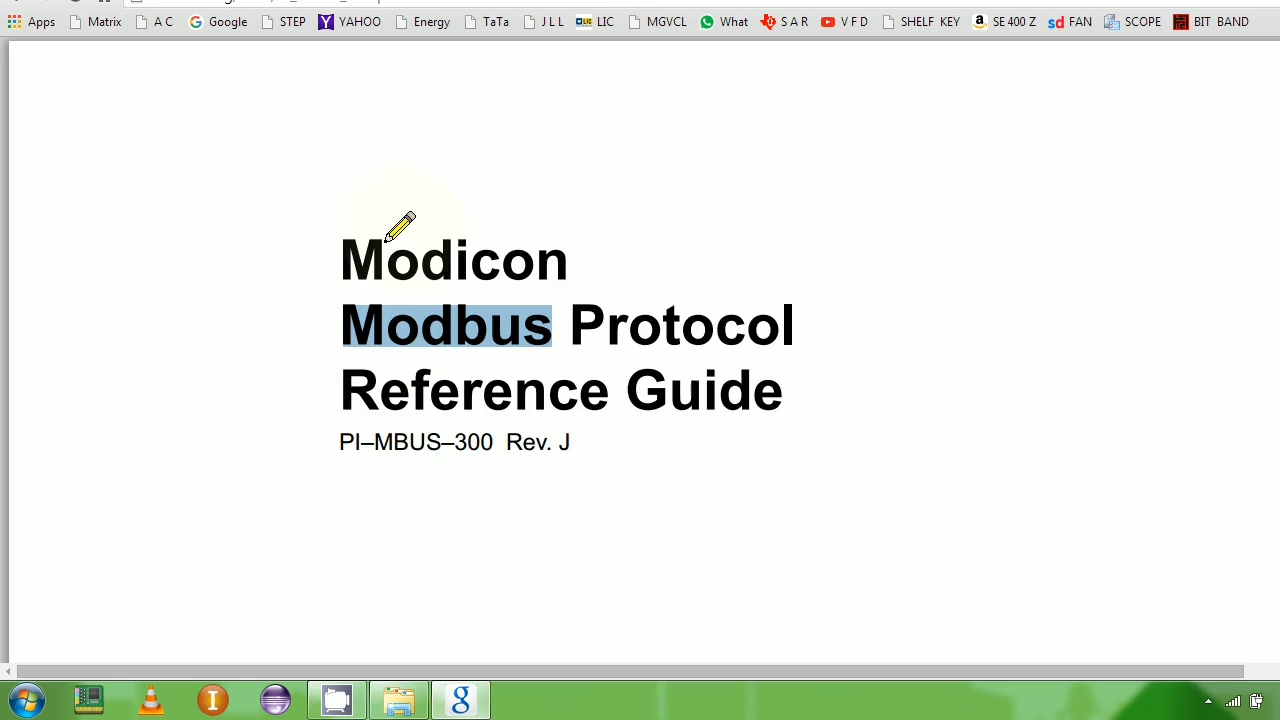 Apps Matrix A C Google STEP YAHOO Energy TaTa J L L LIC MGVCL What S A R V F D SHELF KEY SE 400 Z FAN SCOPE BIT BAND
Modicon
Modbus Protocol
Reference Guide
PI–MBUS–300 Rev. J